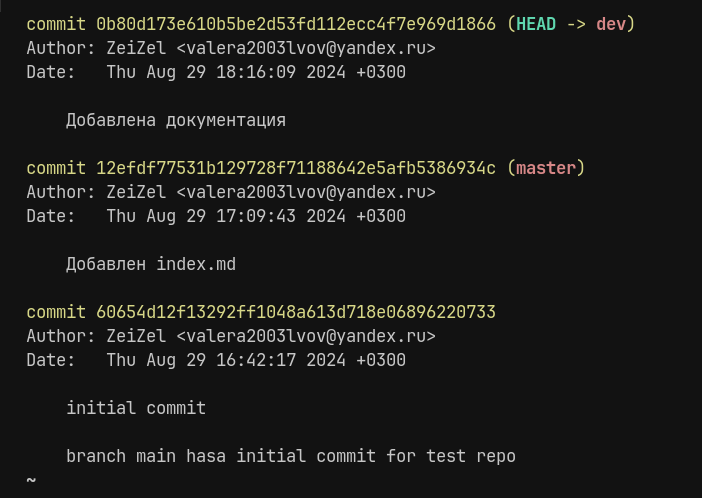 commit 0b80d173e610b5be2d53fd112ecc4f7e969d1866 (HEAD -> dev)
Author: ZeiZel <valera2003lvov@yandex.ru>
Date:   Thu Aug 29 18:16:09 2024 +0300
Добавлена документация
commit 12efdf77531b129728f71188642e5afb5386934c (master)
Author: ZeiZel <valera2003lvov@yandex.ru>
Date:   Thu Aug 29 17:09:43 2024 +0300
Добавлен index.md
commit 60654d12f13292ff1048a613d718e06896220733
Author: ZeiZel <valera2003lvov@yandex.ru>
Date:   Thu Aug 29 16:42:17 2024 +0300
initial commit
branch main hasa initial commit for test repo
~